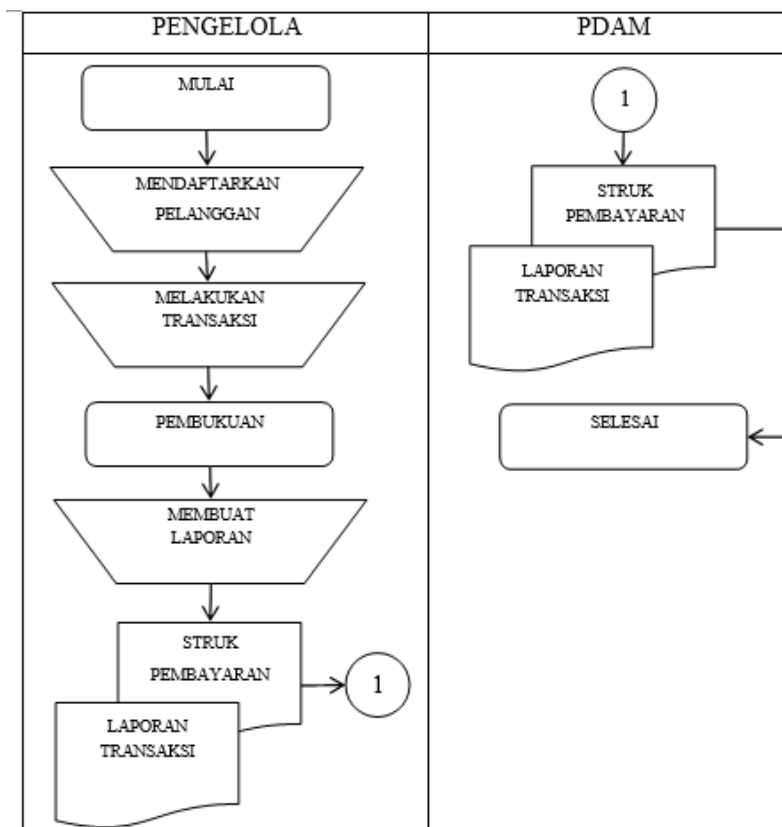 PENGELOLA
MULAI
MENDAFTARKAN
PELANGGAN
MELAKUKAN
TRANSAKSI
PEMBUKUAN
MEMBUAT
LAPORAN
STRUK
PEMBAYARAN
1
LAPORAN
TRANSAKSI
PDAM
1
STRUK
PEMBAYARAN
LAPORAN
TRANSAKSI
SELESAI